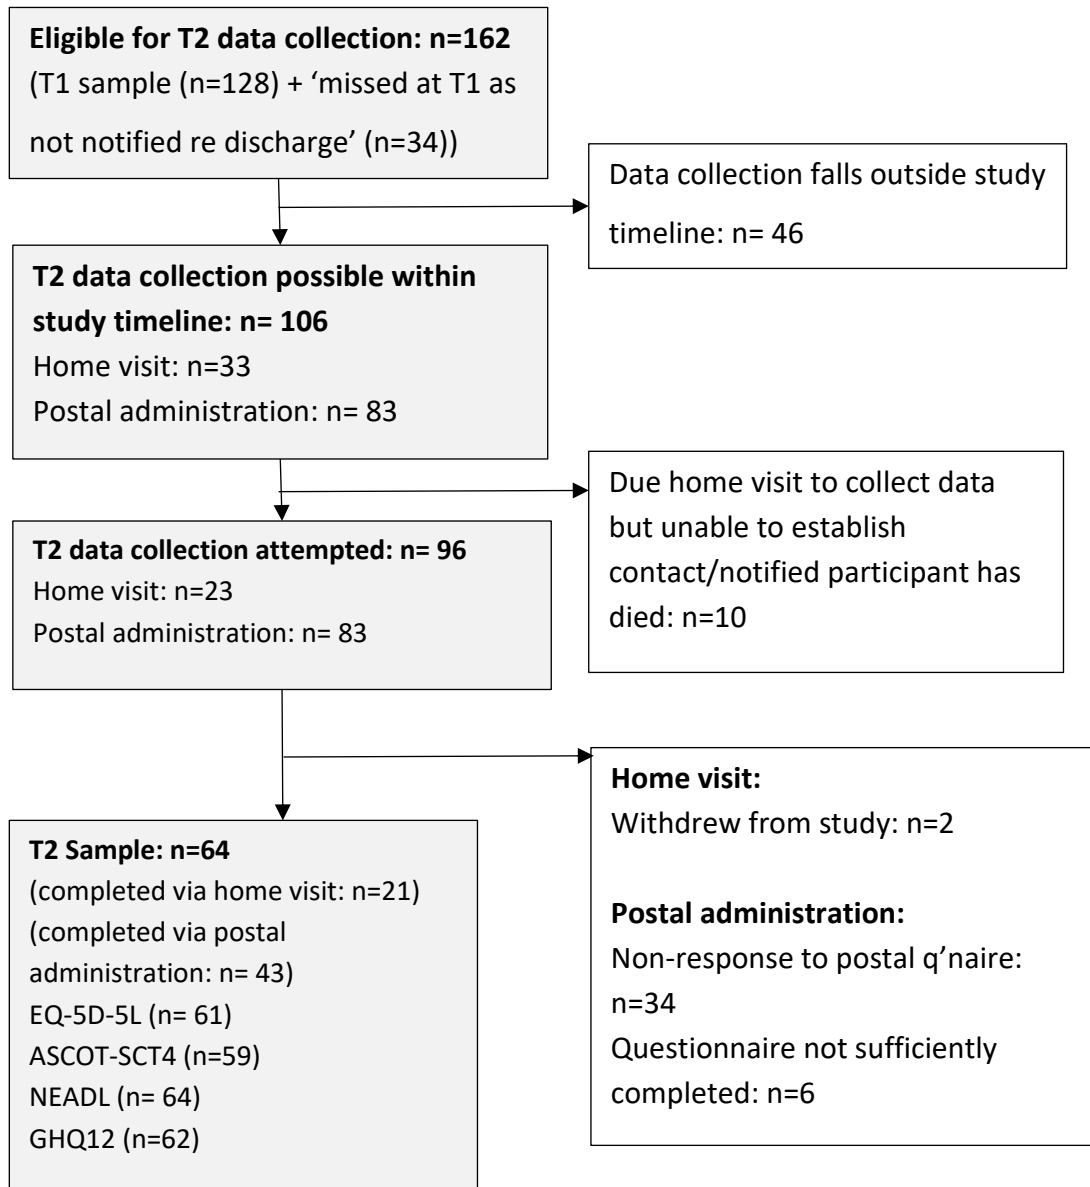 Eligible for T2 data collection: n=162
(T1 sample (n=128) + ‘missed at T1 as
not notified re discharge’ (n=34))
Data collection falls outside study
timeline: n= 46
T2 data collection possible within
study timeline: n= 106
Home visit: n=33
Postal administration: n= 83
Due home visit to collect data
but unable to establish
contact/notified participant has
died: n=10
T2 data collection attempted: n= 96
Home visit: n=23
Postal administration: n= 83
Home visit:
Withdrew from study: n=2
Postal administration:
Non-response to postal q’naire:
n=34
Questionnaire not sufficiently
completed: n=6
T2 Sample: n=64
(completed via home visit: n=21)
(completed via postal
administration: n= 43)
EQ-5D-5L (n= 61)
ASCOT-SCT4 (n=59)
NEADL (n= 64)
GHQ12 (n=62)